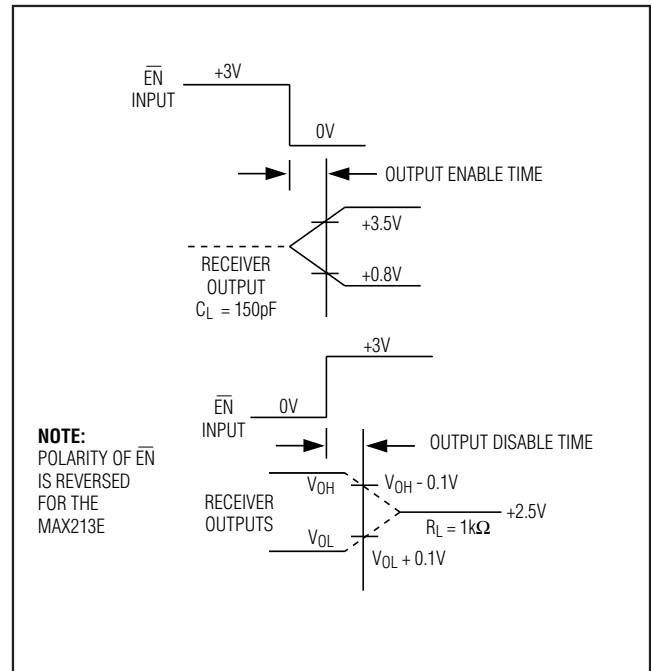 EN +3V
INPUT
0V
OUTPUT ENABLE TIME
+3.5V
RECEIVER
OUTPUT
C_L = 150pF
+0.8V
+3V
0V
EN
INPUT
OUTPUT DISABLE TIME
NOTE:
POLARITY OF EN
IS REVERSED
FOR THE
MAX213E
V_OH V_OH - 0.1V
RECEIVER
OUTPUTS
+2.5V
R_L = 1kΩ
V_OL
V_OL + 0.1V